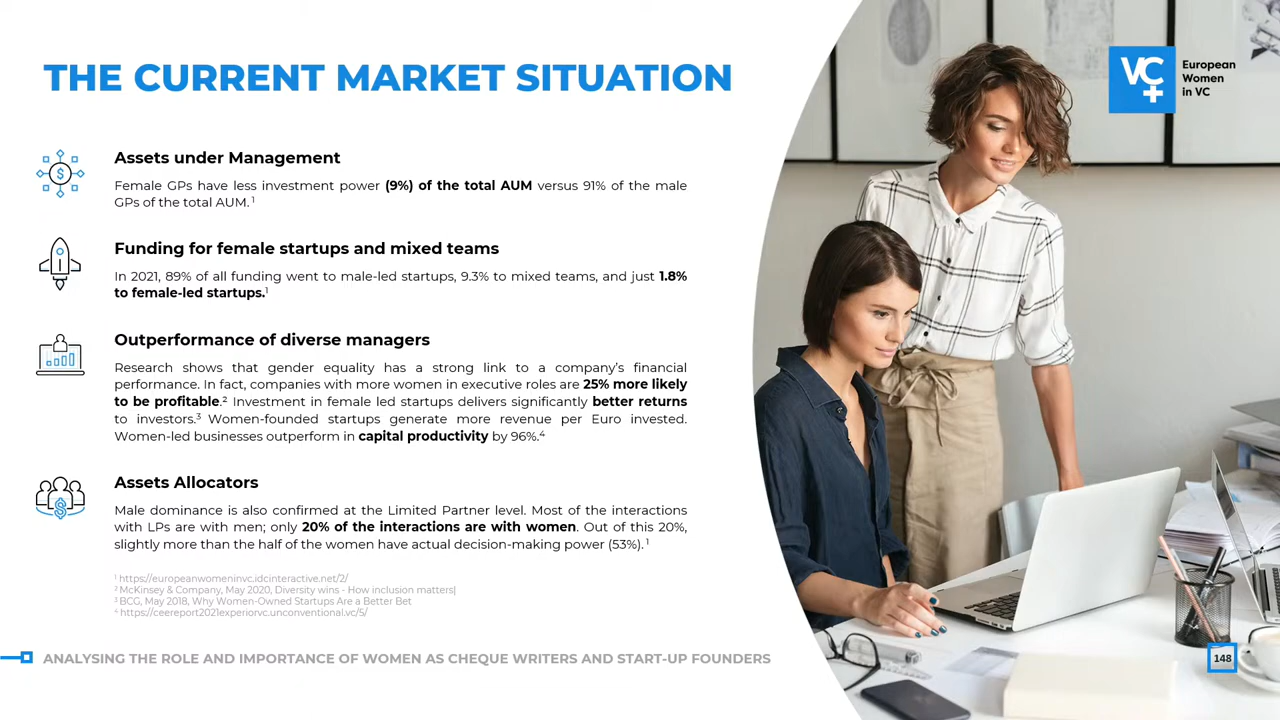 THE CURRENT MARKET SITUATION
VC
European
Women
in VC
Assets under Management
Female GPs have less investment power (9%) of the total AUM versus 91% of the male
GPs of the total AUM.¹
Funding for female startups and mixed teams
In 2021, 89% of all funding went to male-led startups, 9.3% to mixed teams, and just 1.8%
to female-led startups.¹
Outperformance of diverse managers
Research shows that gender equality has a strong link to a company's financial
performance. In fact, companies with more women in executive roles are 25% more likely
to be profitable.² Investment in female led startups delivers significantly better returns
to investors.³ Women-founded startups generate more revenue per Euro invested.
Women-led businesses outperform in capital productivity by 96%.⁴
Assets Allocators
Male dominance is also confirmed at the Limited Partner level. Most of the interactions
with LPs are with men; only 20% of the interactions are with women. Out of this 20%,
slightly more than the half of the women have actual decision-making power (53%).¹
¹ https://europeanwomeninvc.idcinteractive.net/2/
² McKinsey & Company, May 2020, Diversity wins - How inclusion matters|
³ BCG, May 2018, Why Women-Owned Startups Are a Better Bet
⁴ https://ceereport2021experiorvc.unconventional.vc/5/
ANALYSING THE ROLE AND IMPORTANCE OF WOMEN AS CHEQUE WRITERS AND START-UP FOUNDERS
148